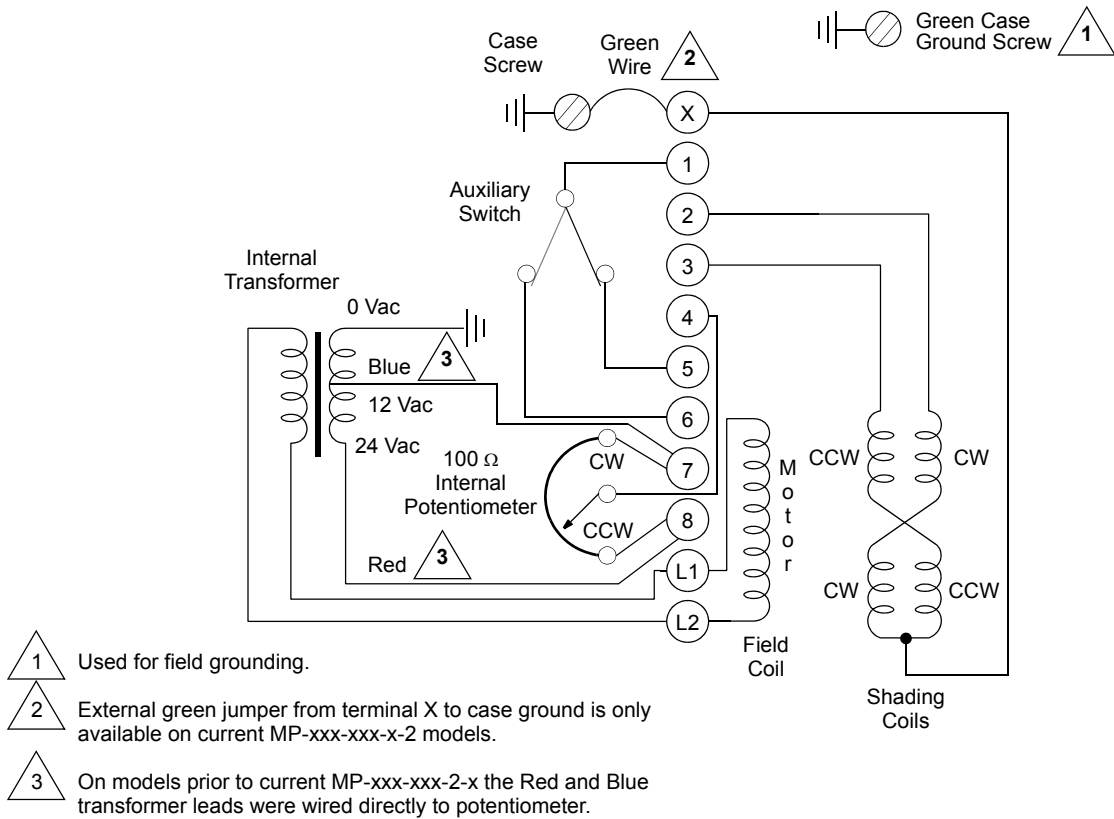 Green Case
Ground Screw
1
Case
Screw
Green
Wire
2
X
1
Auxiliary
Switch
2
3
Internal
Transformer
0 Vac
4
Blue
3
5
12 Vac
6
24 Vac
100 Ω
Internal
Potentiometer
CW
7
CCW
8
Motor
CCW
CW
Red
3
L1
CW
CCW
L2
Field
Coil
Shading
Coils
1 Used for field grounding.
2 External green jumper from terminal X to case ground is only
available on current MP-xxx-xxx-x-2 models.
3 On models prior to current MP-xxx-xxx-2-x the Red and Blue
transformer leads were wired directly to potentiometer.